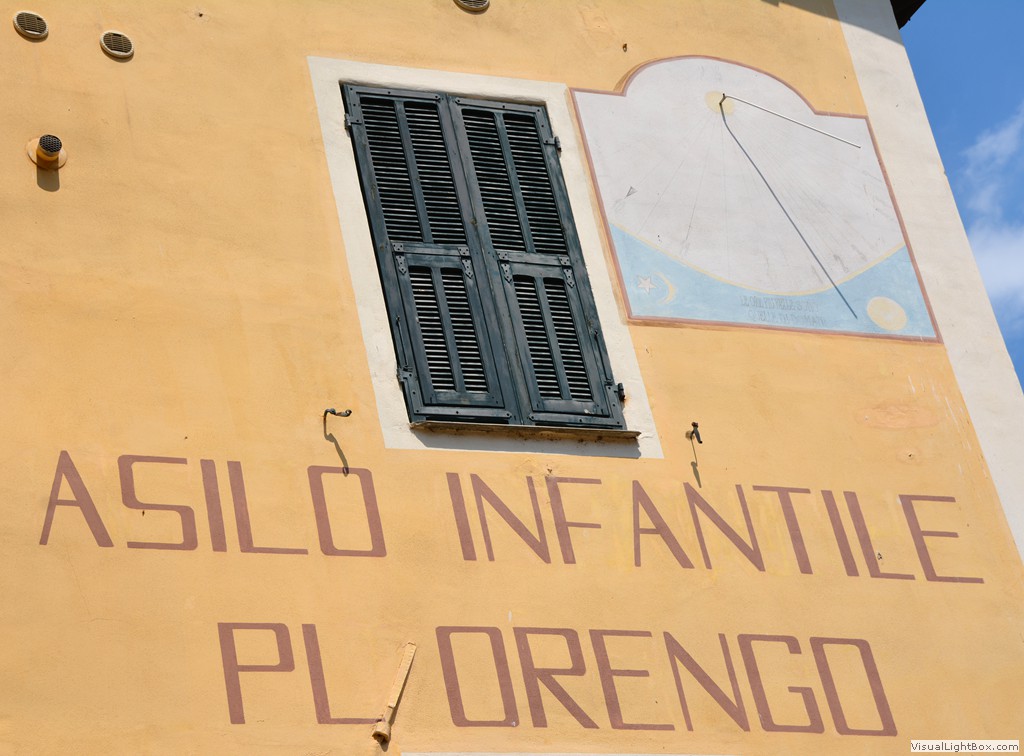 ASILO INFANTILE
PL ORENGO
VisualLightBox.com